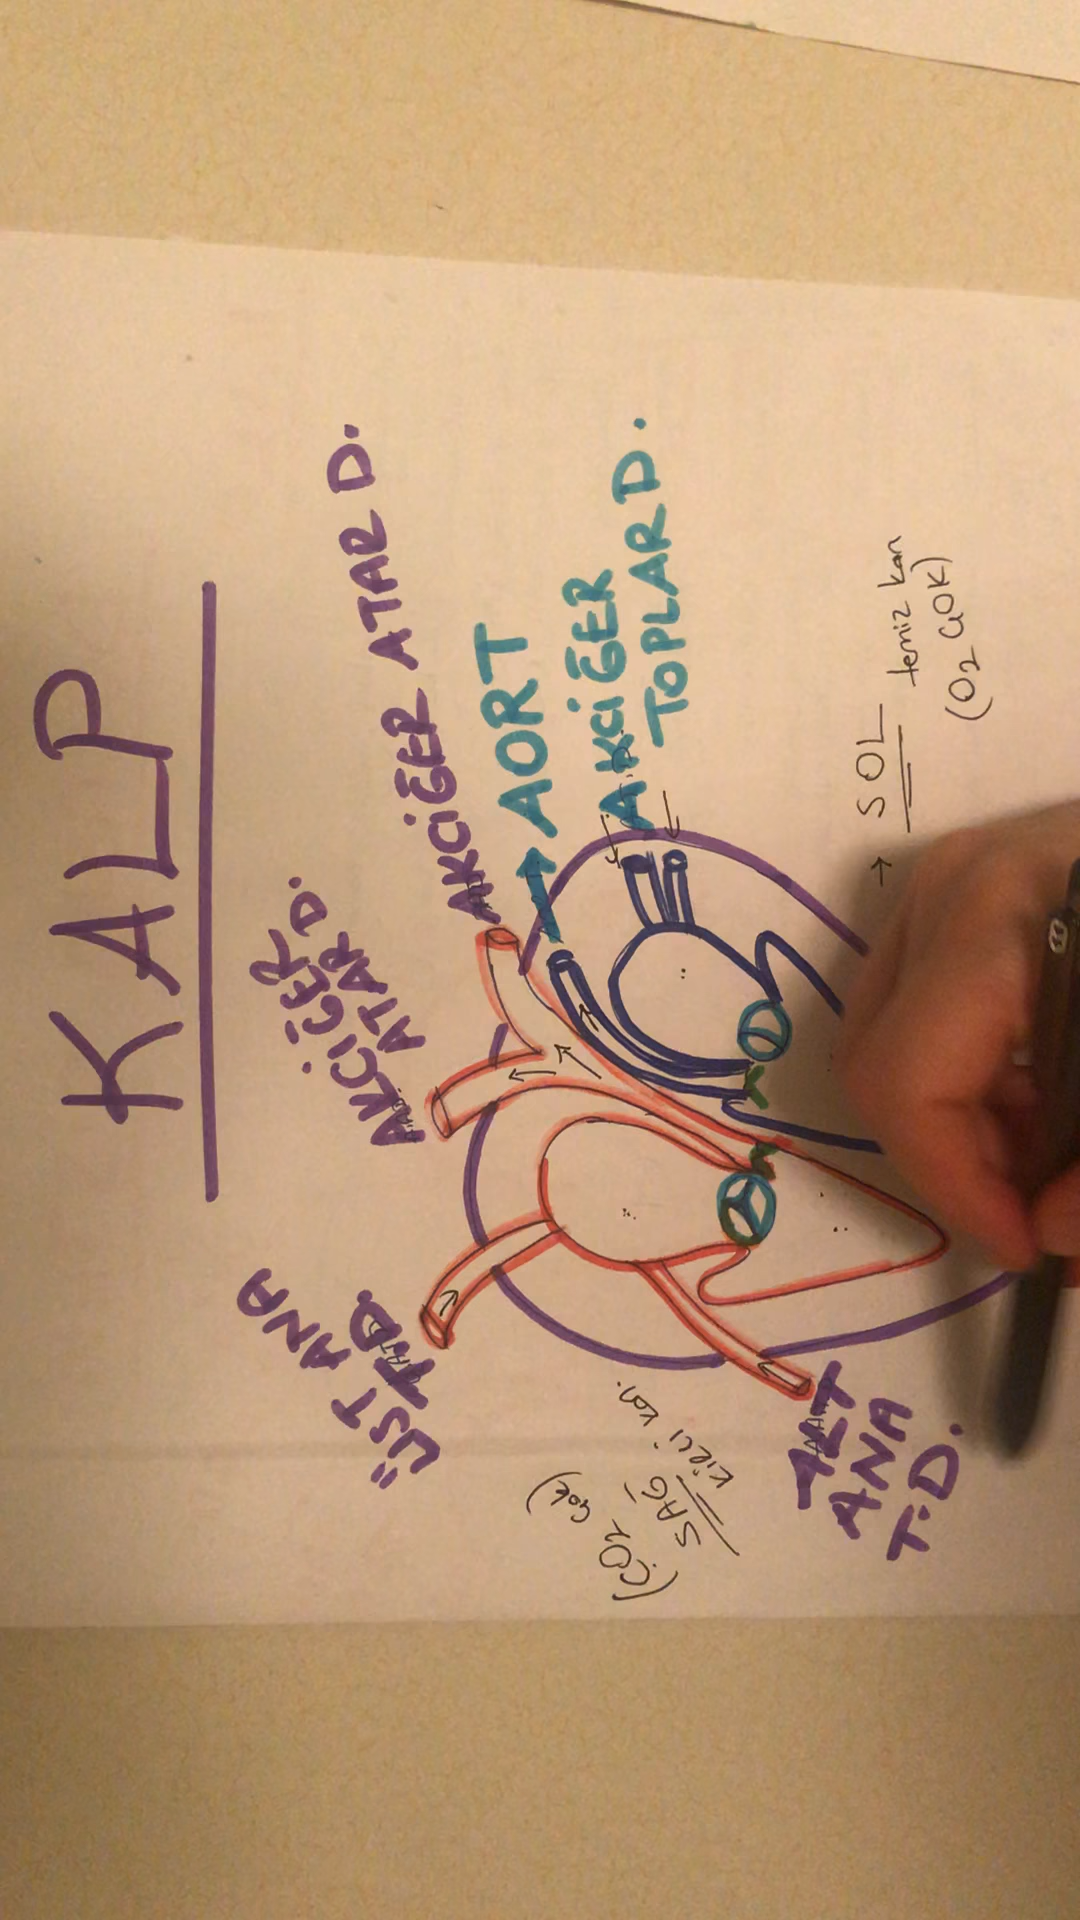 KALP
AKCİĞER
ATAR D.
AKCİĞER ATAR D.
AORT
AKCİĞER
TOPLAR D.
ÜST ANA
T.D.
SOL
temiz kan
(O2 ÇOK)
SAĞ
kirli kan.
(CO2 çok)
ALT
ANA
T.D.